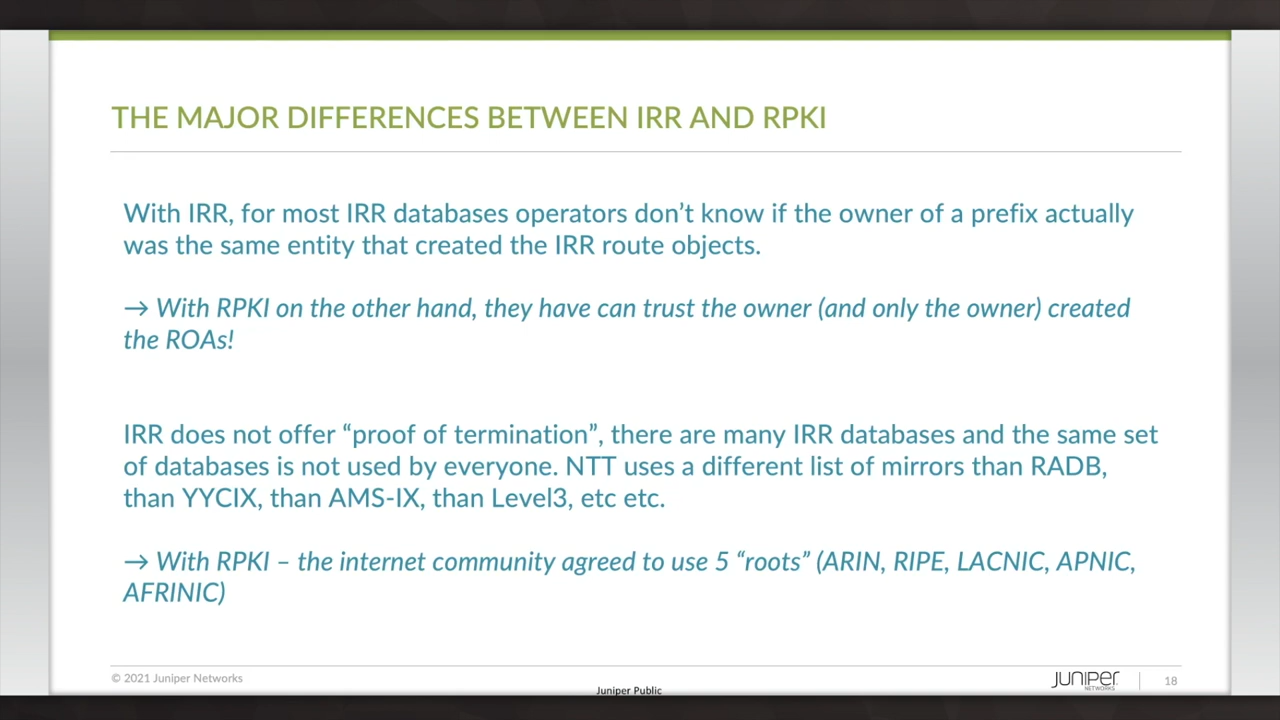 THE MAJOR DIFFERENCES BETWEEN IRR AND RPKI
With IRR, for most IRR databases operators don’t know if the owner of a prefix actually
was the same entity that created the IRR route objects.
→ With RPKI on the other hand, they have can trust the owner (and only the owner) created
the ROAs!
IRR does not offer “proof of termination”, there are many IRR databases and the same set
of databases is not used by everyone. NTT uses a different list of mirrors than RADB,
than YYCIX, than AMS-IX, than Level3, etc etc.
→ With RPKI – the internet community agreed to use 5 “roots” (ARIN, RIPE, LACNIC, APNIC,
AFRINIC)
© 2021 Juniper Networks
Juniper Public
JUNIPER
NETWORKS
18